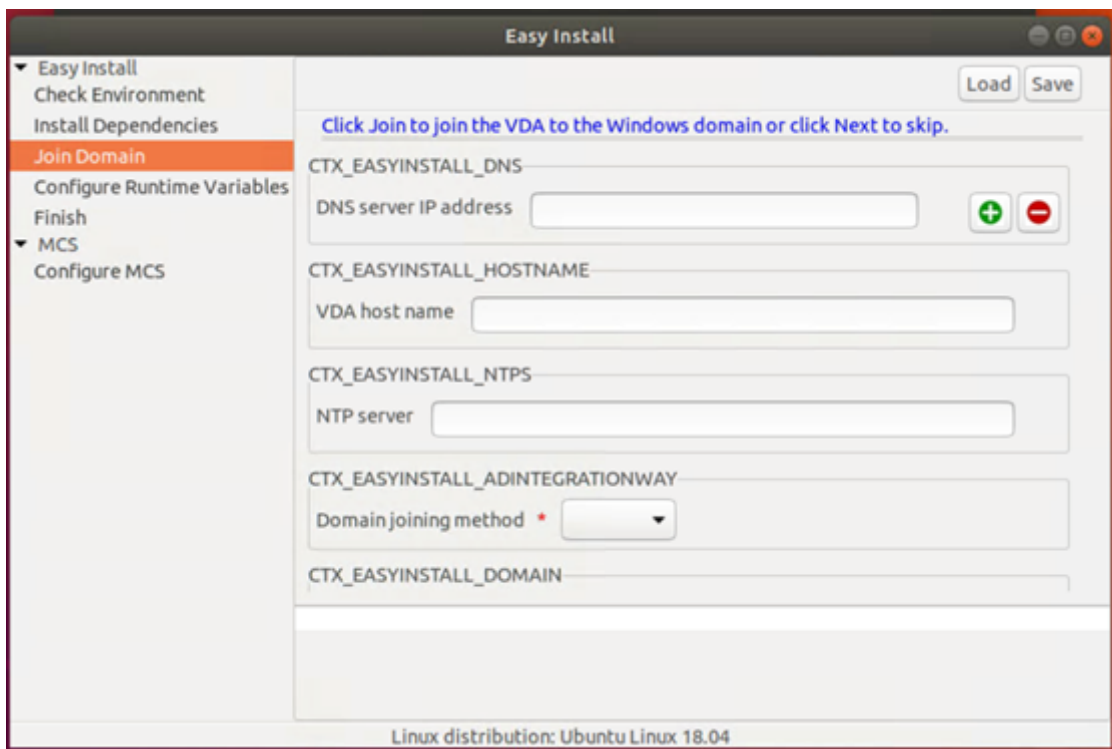 Easy Install
Easy Install
Check Environment
Install Dependencies
Join Domain
Configure Runtime Variables
Finish
MCS
Configure MCS
Load Save
Click Join to join the VDA to the Windows domain or click Next to skip.
CTX_EASYINSTALL_DNS
DNS server IP address
CTX_EASYINSTALL_HOSTNAME
VDA host name
CTX_EASYINSTALL_NTPS
NTP server
CTX_EASYINSTALL_ADINTEGRATIONWAY
Domain joining method *
CTX_EASYINSTALL_DOMAIN
Linux distribution: Ubuntu Linux 18.04